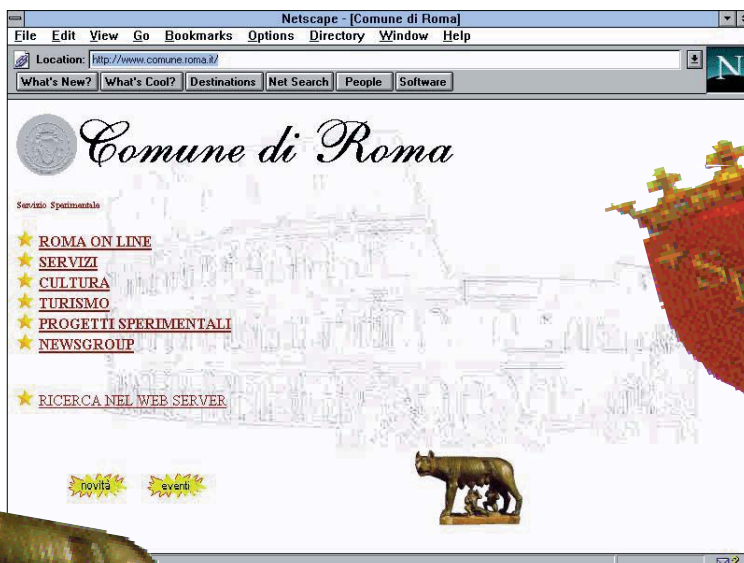 Netscape - [Comune di Roma]
File Edit View Go Bookmarks Options Directory Window Help
Location: http://www.comune.roma.it/
What's New? What's Cool? Destinations Net Search People Software
N
Comune di Roma
Servizio Sperimentale
ROMA ON LINE
SERVIZI
CULTURA
TURISMO
PROGETTI SPERIMENTALI
NEWSGROUP
RICERCA NEL WEB SERVER
novità eventi